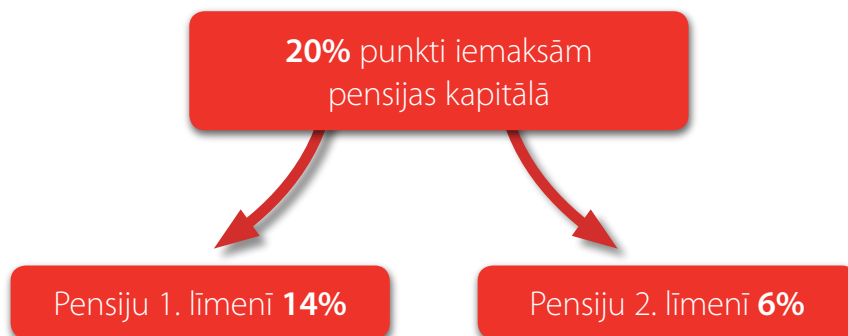 20% punkti iemaksām
pensijas kapitālā
Pensiju 1. līmenī 14%
Pensiju 2. līmenī 6%